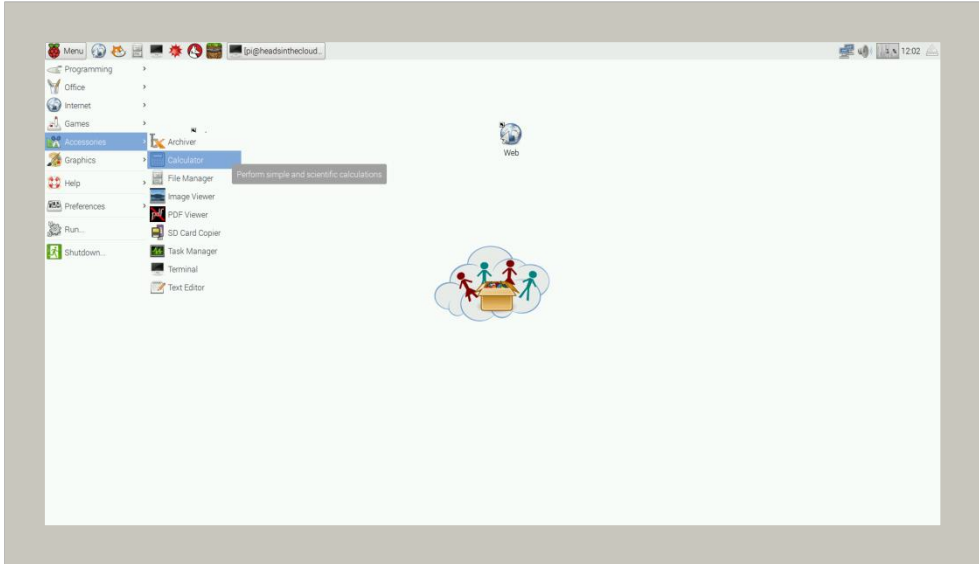 Menu
[pi@headsinthecloud...
1%
12:02
Programming
Office
Internet
Games
Accessories
Graphics
Help
Preferences
Run...
Shutdown...
Archiver
Calculator
File Manager
Image Viewer
PDF Viewer
SD Card Copier
Task Manager
Terminal
Text Editor
Perform simple and scientific calculations
Web